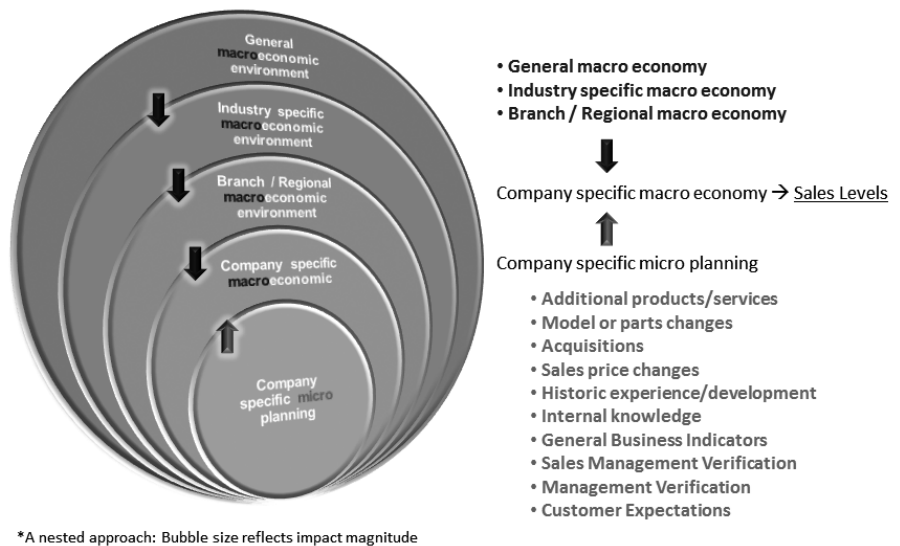 General
macroeconomic
environment
Industry specific
macroeconomic
environment
Branch / Regional
macroeconomic
environment
Company specific
macroeconomic
Company
specific micro
planning
• General macro economy
• Industry specific macro economy
• Branch / Regional macro economy
Company specific macro economy → Sales Levels
Company specific micro planning
• Additional products/services
• Model or parts changes
• Acquisitions
• Sales price changes
• Historic experience/development
• Internal knowledge
• General Business Indicators
• Sales Management Verification
• Management Verification
• Customer Expectations
*A nested approach: Bubble size reflects impact magnitude